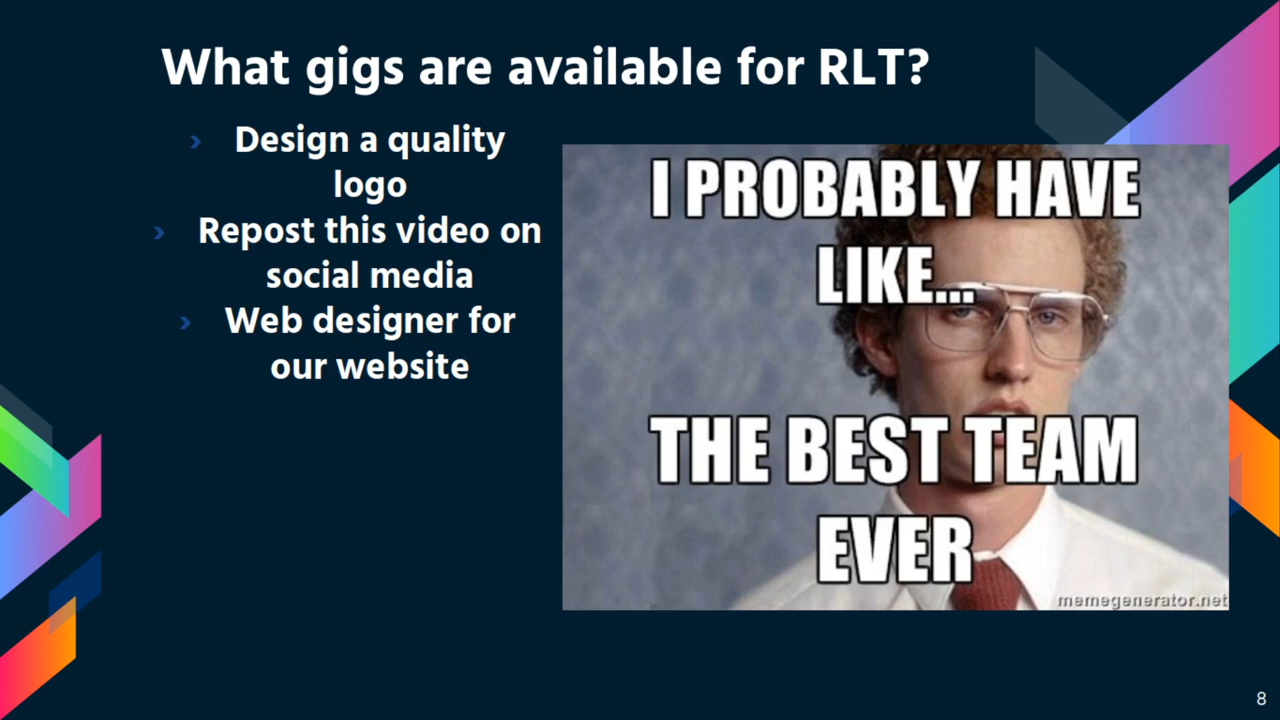 What gigs are available for RLT?
› Design a quality
logo
› Repost this video on
social media
› Web designer for
our website
I PROBABLY HAVE
LIKE...
THE BEST TEAM
EVER
memegenerator.net
8